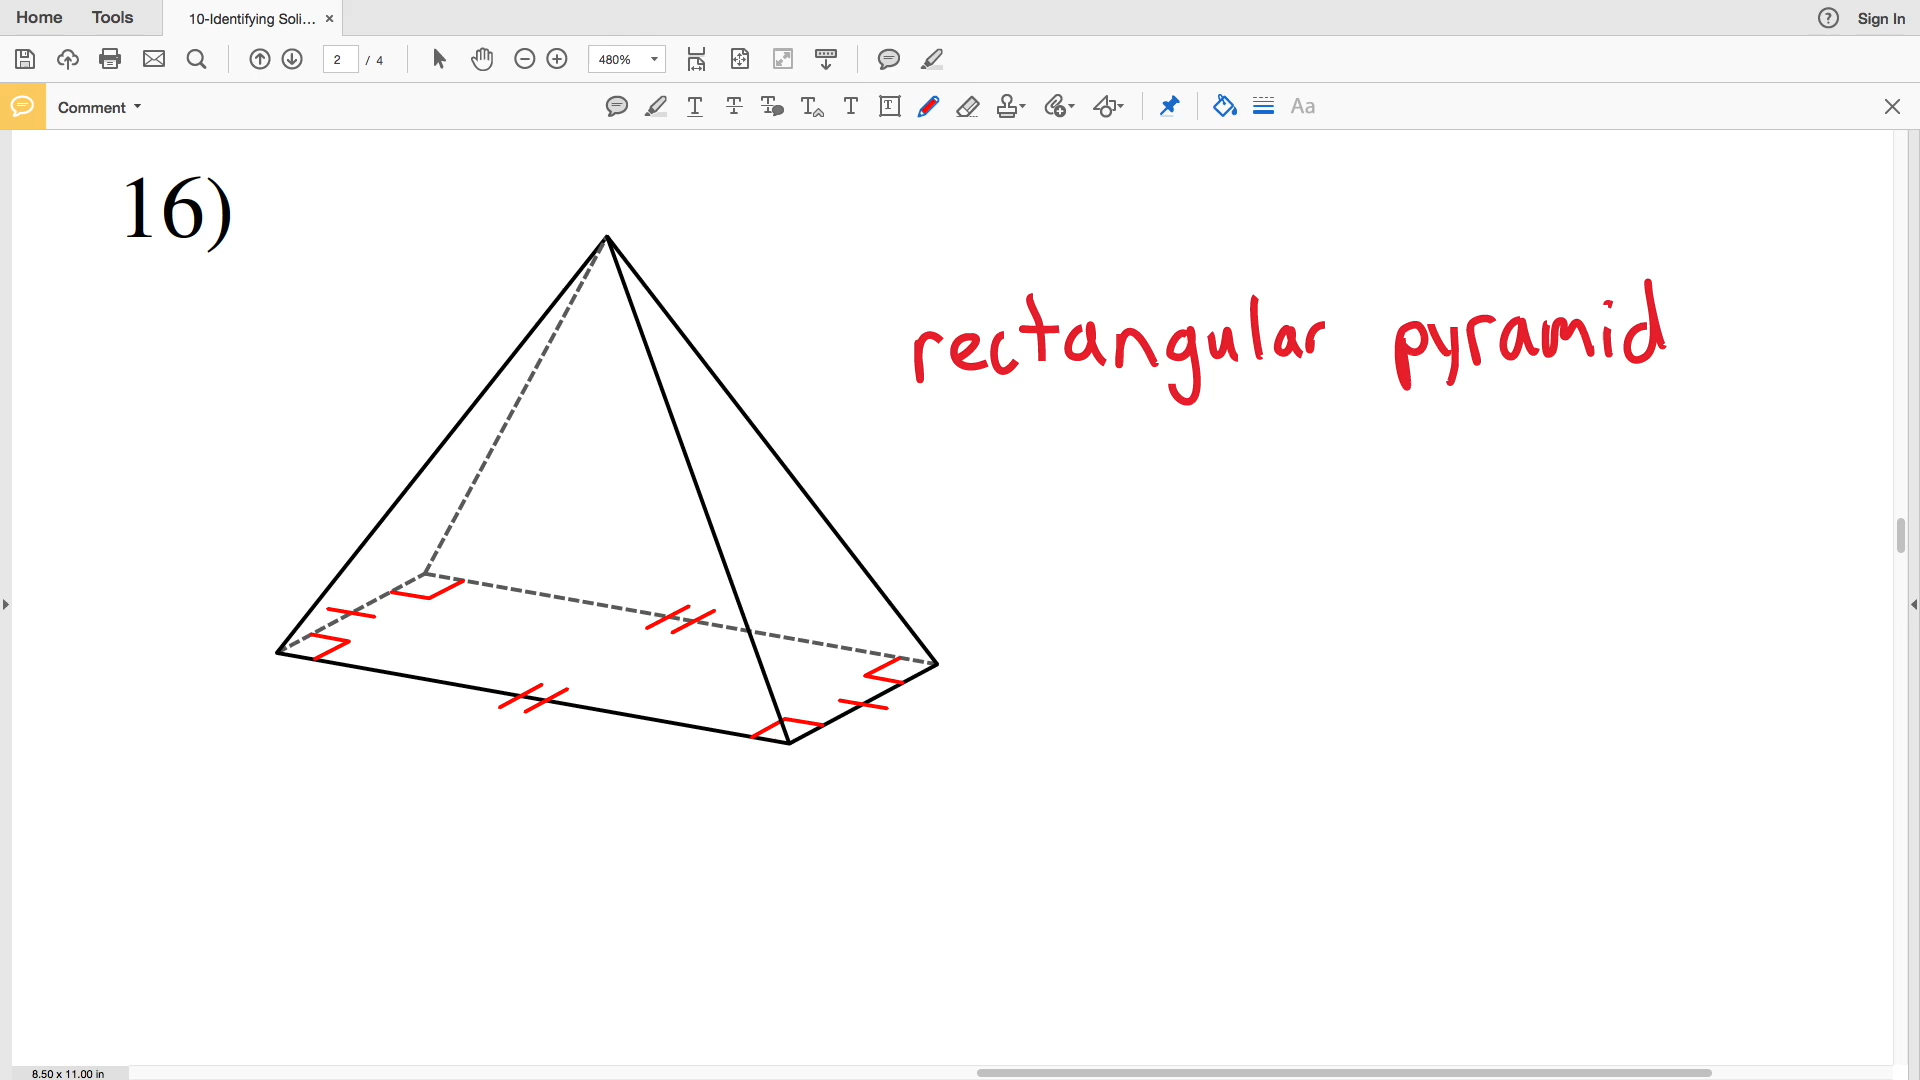 Home Tools 10-Identifying Soli... × ? Sign In
2 / 4 480%
Comment T T T T T T Aa
16)
rectangular pyramid
8.50 x 11.00 in